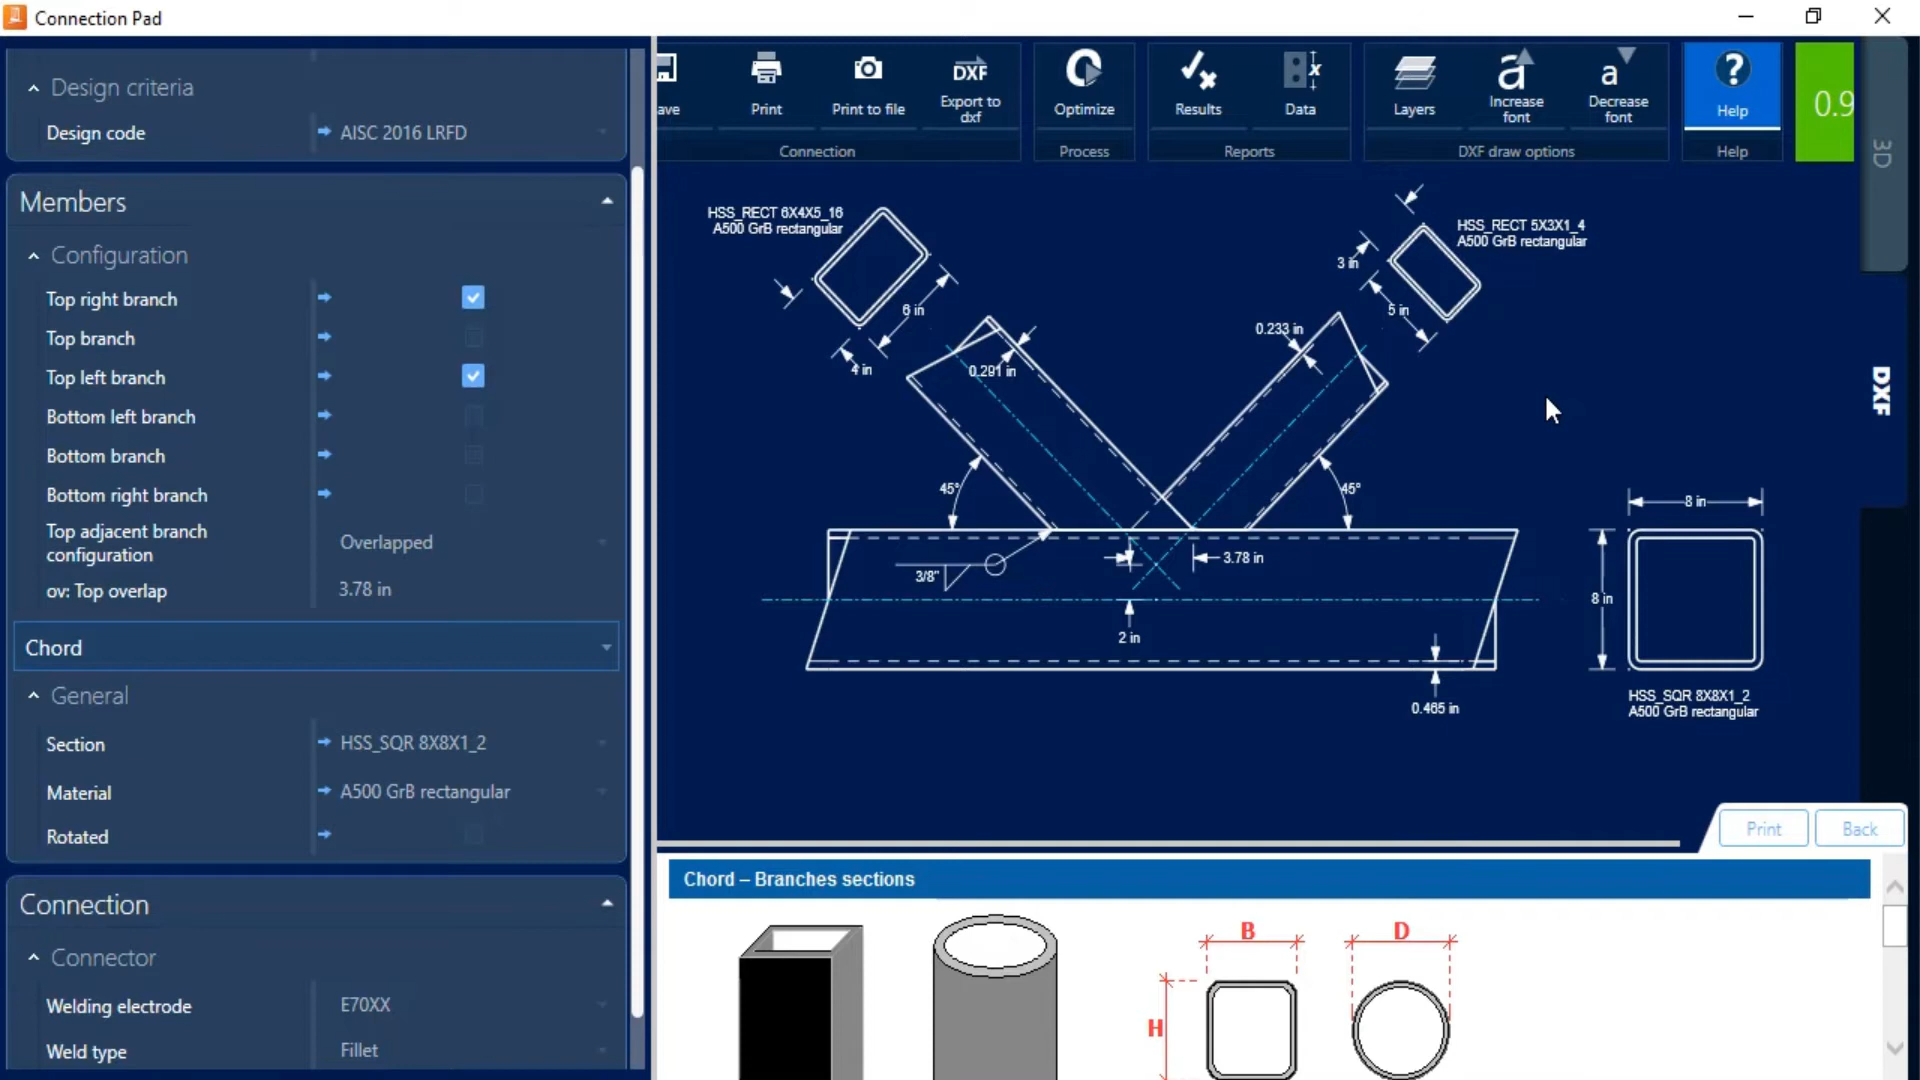 Connection Pad
Design criteria
Design code
AISC 2016 LRFD
Members
Configuration
Top right branch
Top branch
Top left branch
Bottom left branch
Bottom branch
Bottom right branch
Top adjacent branch
configuration
Overlapped
ov: Top overlap
3.78 in
Chord
General
Section
HSS_SQR 8X8X1_2
Material
A500 GrB rectangular
Rotated
Connection
Connector
Welding electrode
E70XX
Weld type
Fillet
ave
Print
Print to file
Export to
dxf
DXF
Connection
Optimize
Process
Results
Data
Reports
Layers
Increase
font
Decrease
font
DXF draw options
Help
Help
0.9
3D
DXF
HSS_RECT 6X4X5_16
A500 GrB rectangular
HSS_RECT 5X3X1_4
A500 GrB rectangular
3 in
6 in
5 in
0.233 in
4 in
0.291 in
45°
45°
8 in
3/8"
3.78 in
8 in
2 in
0.465 in
HSS_SQR 8X8X1_2
A500 GrB rectangular
Print
Back
Chord – Branches sections
B
D
H